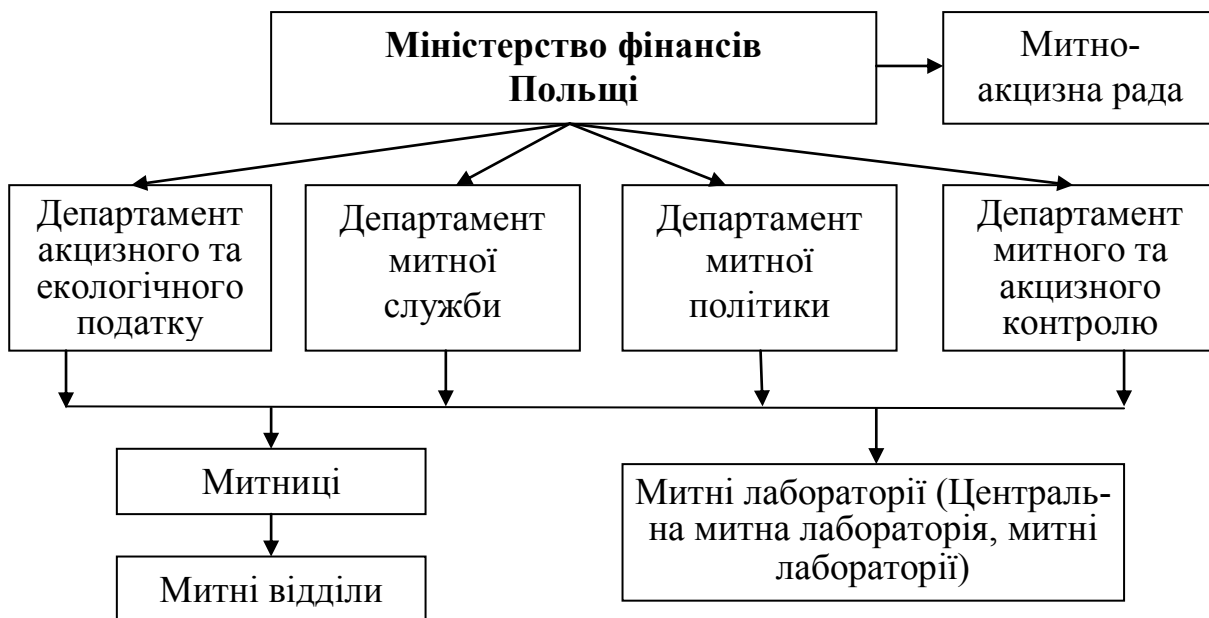 Міністерство фінансів
Польщі
Митно-
акцизна рада
Департамент
акцизного та
екологічного
податку
Департамент
митної
служби
Департамент
митної
політики
Департамент
митного та
акцизного
контролю
Митниці
Митні відділи
Митні лабораторії (Централь-
на митна лабораторія, митні
лабораторії)